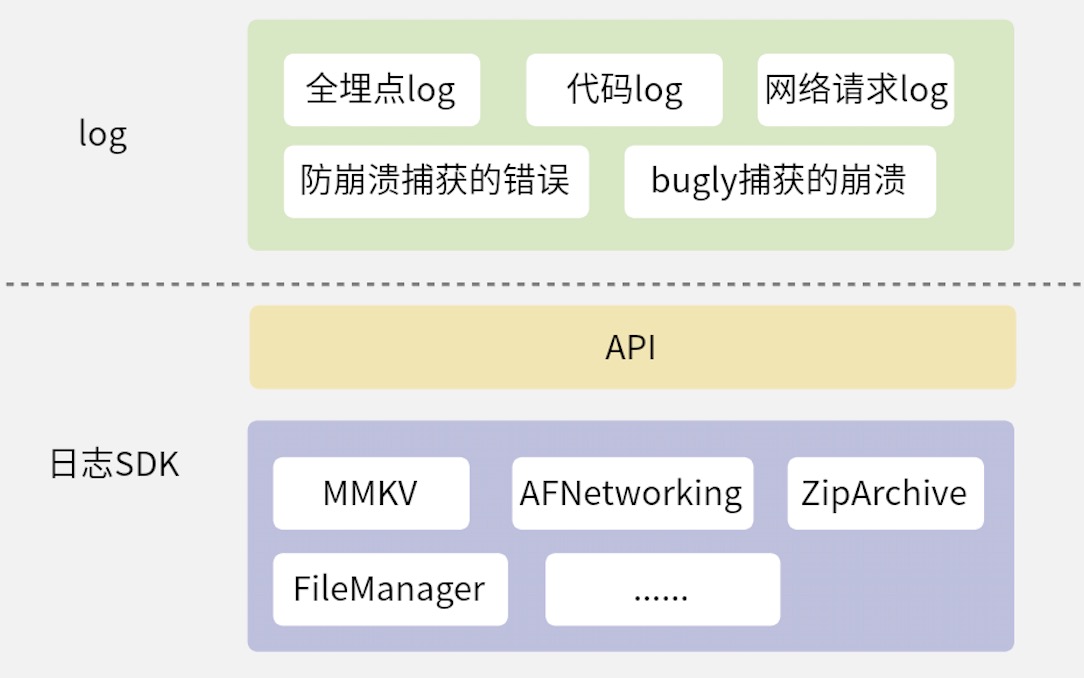 log
全埋点log
代码log
网络请求log
防崩溃捕获的错误
bugly捕获的崩溃
API
日志SDK
MMKV
AFNetworking
ZipArchive
FileManager
......